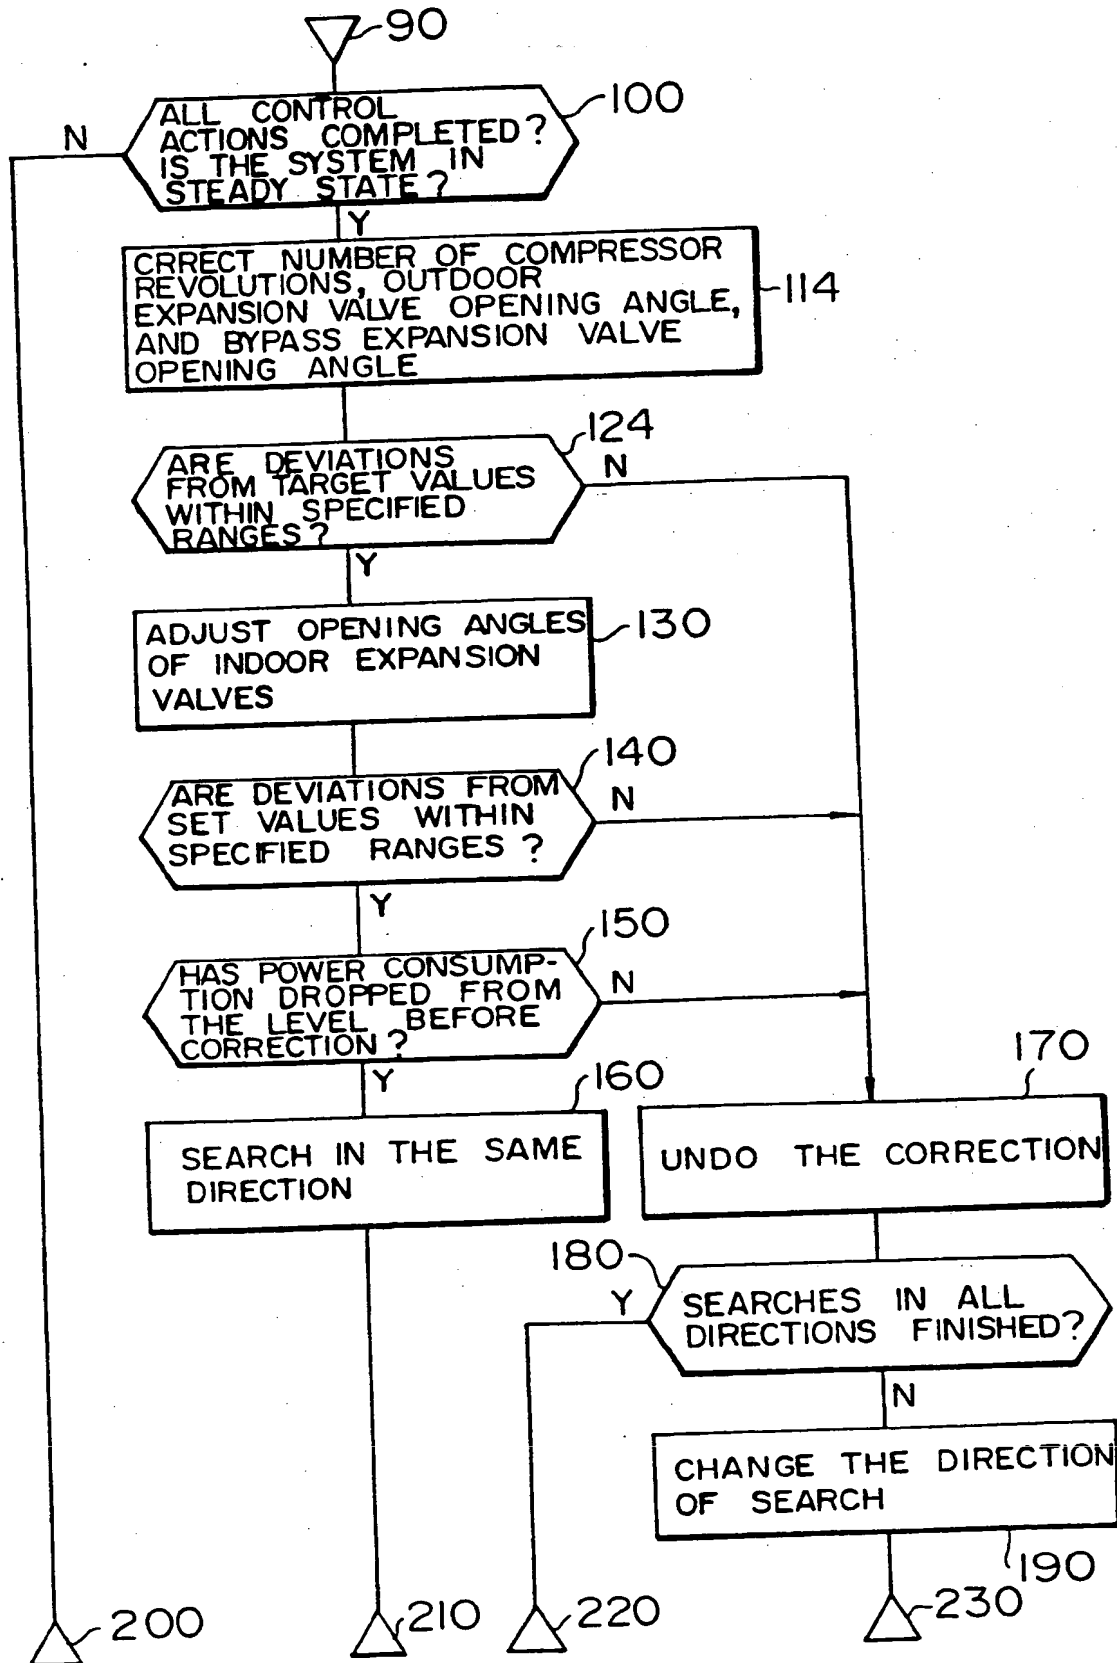 90
100
ALL CONTROL
ACTIONS COMPLETED?
IS THE SYSTEM IN
STEADY STATE?
N
Y
CRRECT NUMBER OF COMPRESSOR
REVOLUTIONS, OUTDOOR
EXPANSION VALVE OPENING ANGLE,
AND BYPASS EXPANSION VALVE
OPENING ANGLE
114
124
ARE DEVIATIONS
FROM TARGET VALUES
WITHIN SPECIFIED
RANGES?
N
Y
ADJUST OPENING ANGLES
OF INDOOR EXPANSION
VALVES
130
140
ARE DEVIATIONS FROM
SET VALUES WITHIN
SPECIFIED RANGES?
N
Y
150
HAS POWER CONSUMP-
TION DROPPED FROM
THE LEVEL BEFORE
CORRECTION?
N
Y
160
SEARCH IN THE SAME
DIRECTION
170
UNDO THE CORRECTION
180
Y
SEARCHES IN ALL
DIRECTIONS FINISHED?
N
CHANGE THE DIRECTION
OF SEARCH
190
200
210
220
230